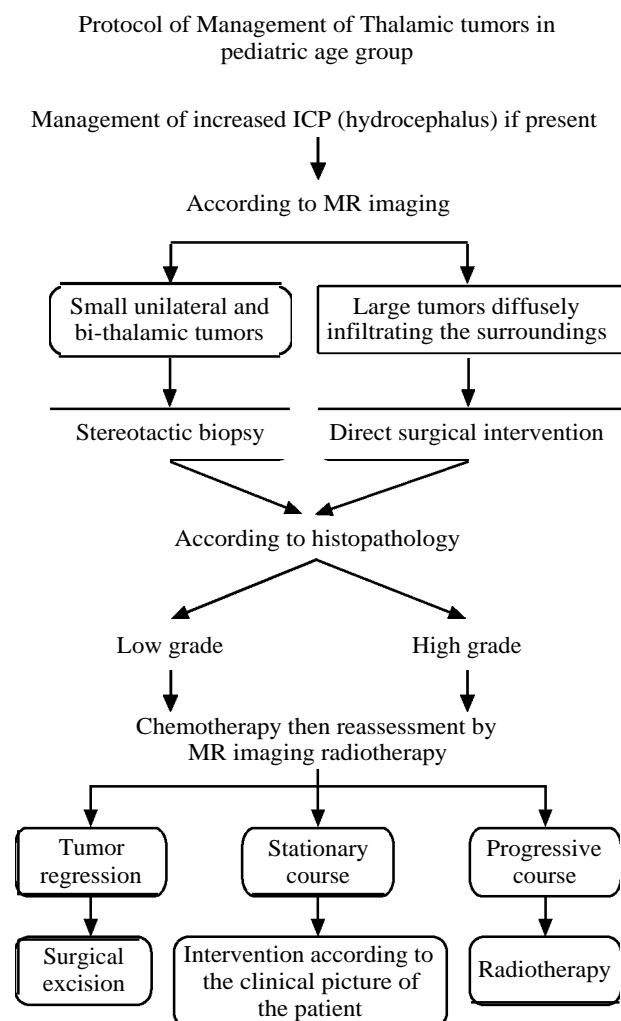 Protocol of Management of Thalamic tumors in
pediatric age group
Management of increased ICP (hydrocephalus) if present
According to MR imaging
Small unilateral and
bi-thalamic tumors
Large tumors diffusely
infiltrating the surroundings
Stereotactic biopsy
Direct surgical intervention
According to histopathology
Low grade
High grade
Chemotherapy then reassessment by
MR imaging radiotherapy
Tumor
regression
Stationary
course
Progressive
course
Surgical
excision
Intervention according to
the clinical picture of
the patient
Radiotherapy